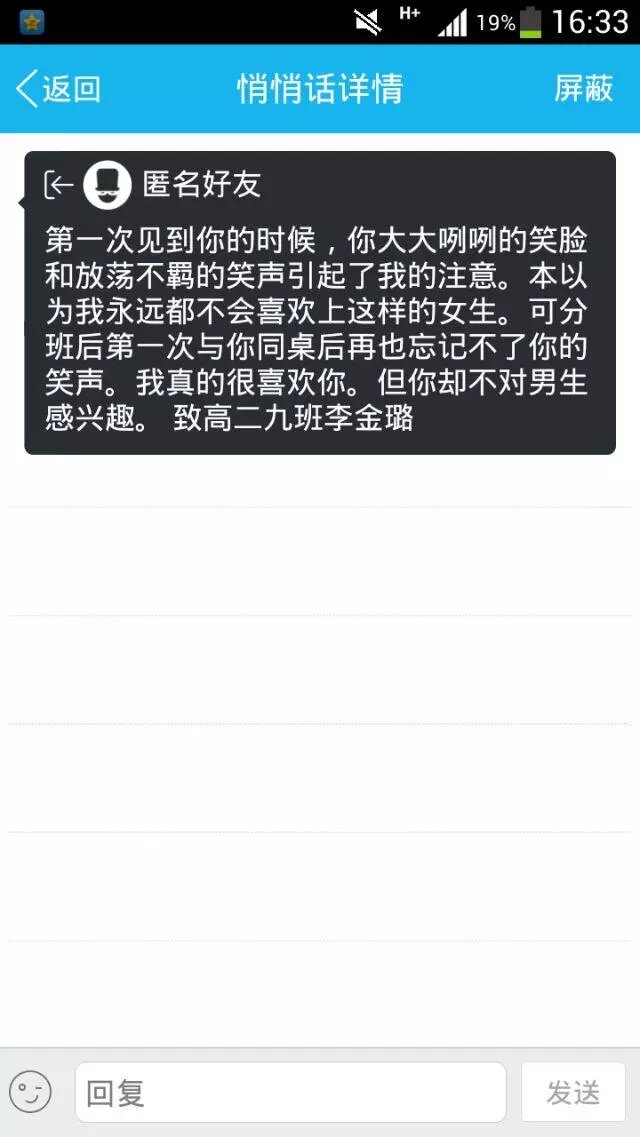 H+ 19% 16:33
返回 悄悄话详情 屏蔽
匿名好友
第一次见到你的时候，你大大咧咧的笑脸
和放荡不羁的笑声引起了我的注意。本以
为我永远都不会喜欢上这样的女生。可分
班后第一次与你同桌后再也忘记不了你的
笑声。我真的很喜欢你。但你却不对男生
感兴趣。 致高二九班李金璐
回复 发送